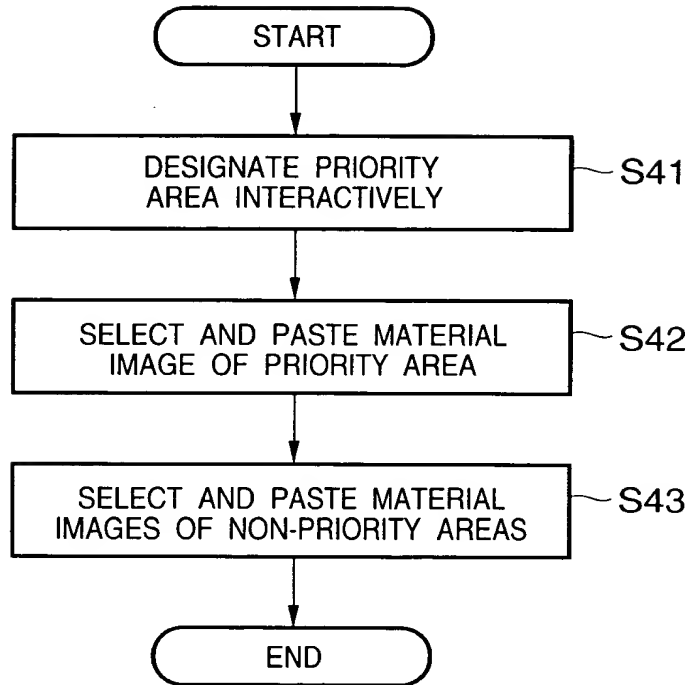 START
DESIGNATE PRIORITY
AREA INTERACTIVELY
S41
SELECT AND PASTE MATERIAL
IMAGE OF PRIORITY AREA
S42
SELECT AND PASTE MATERIAL
IMAGES OF NON-PRIORITY AREAS
S43
END